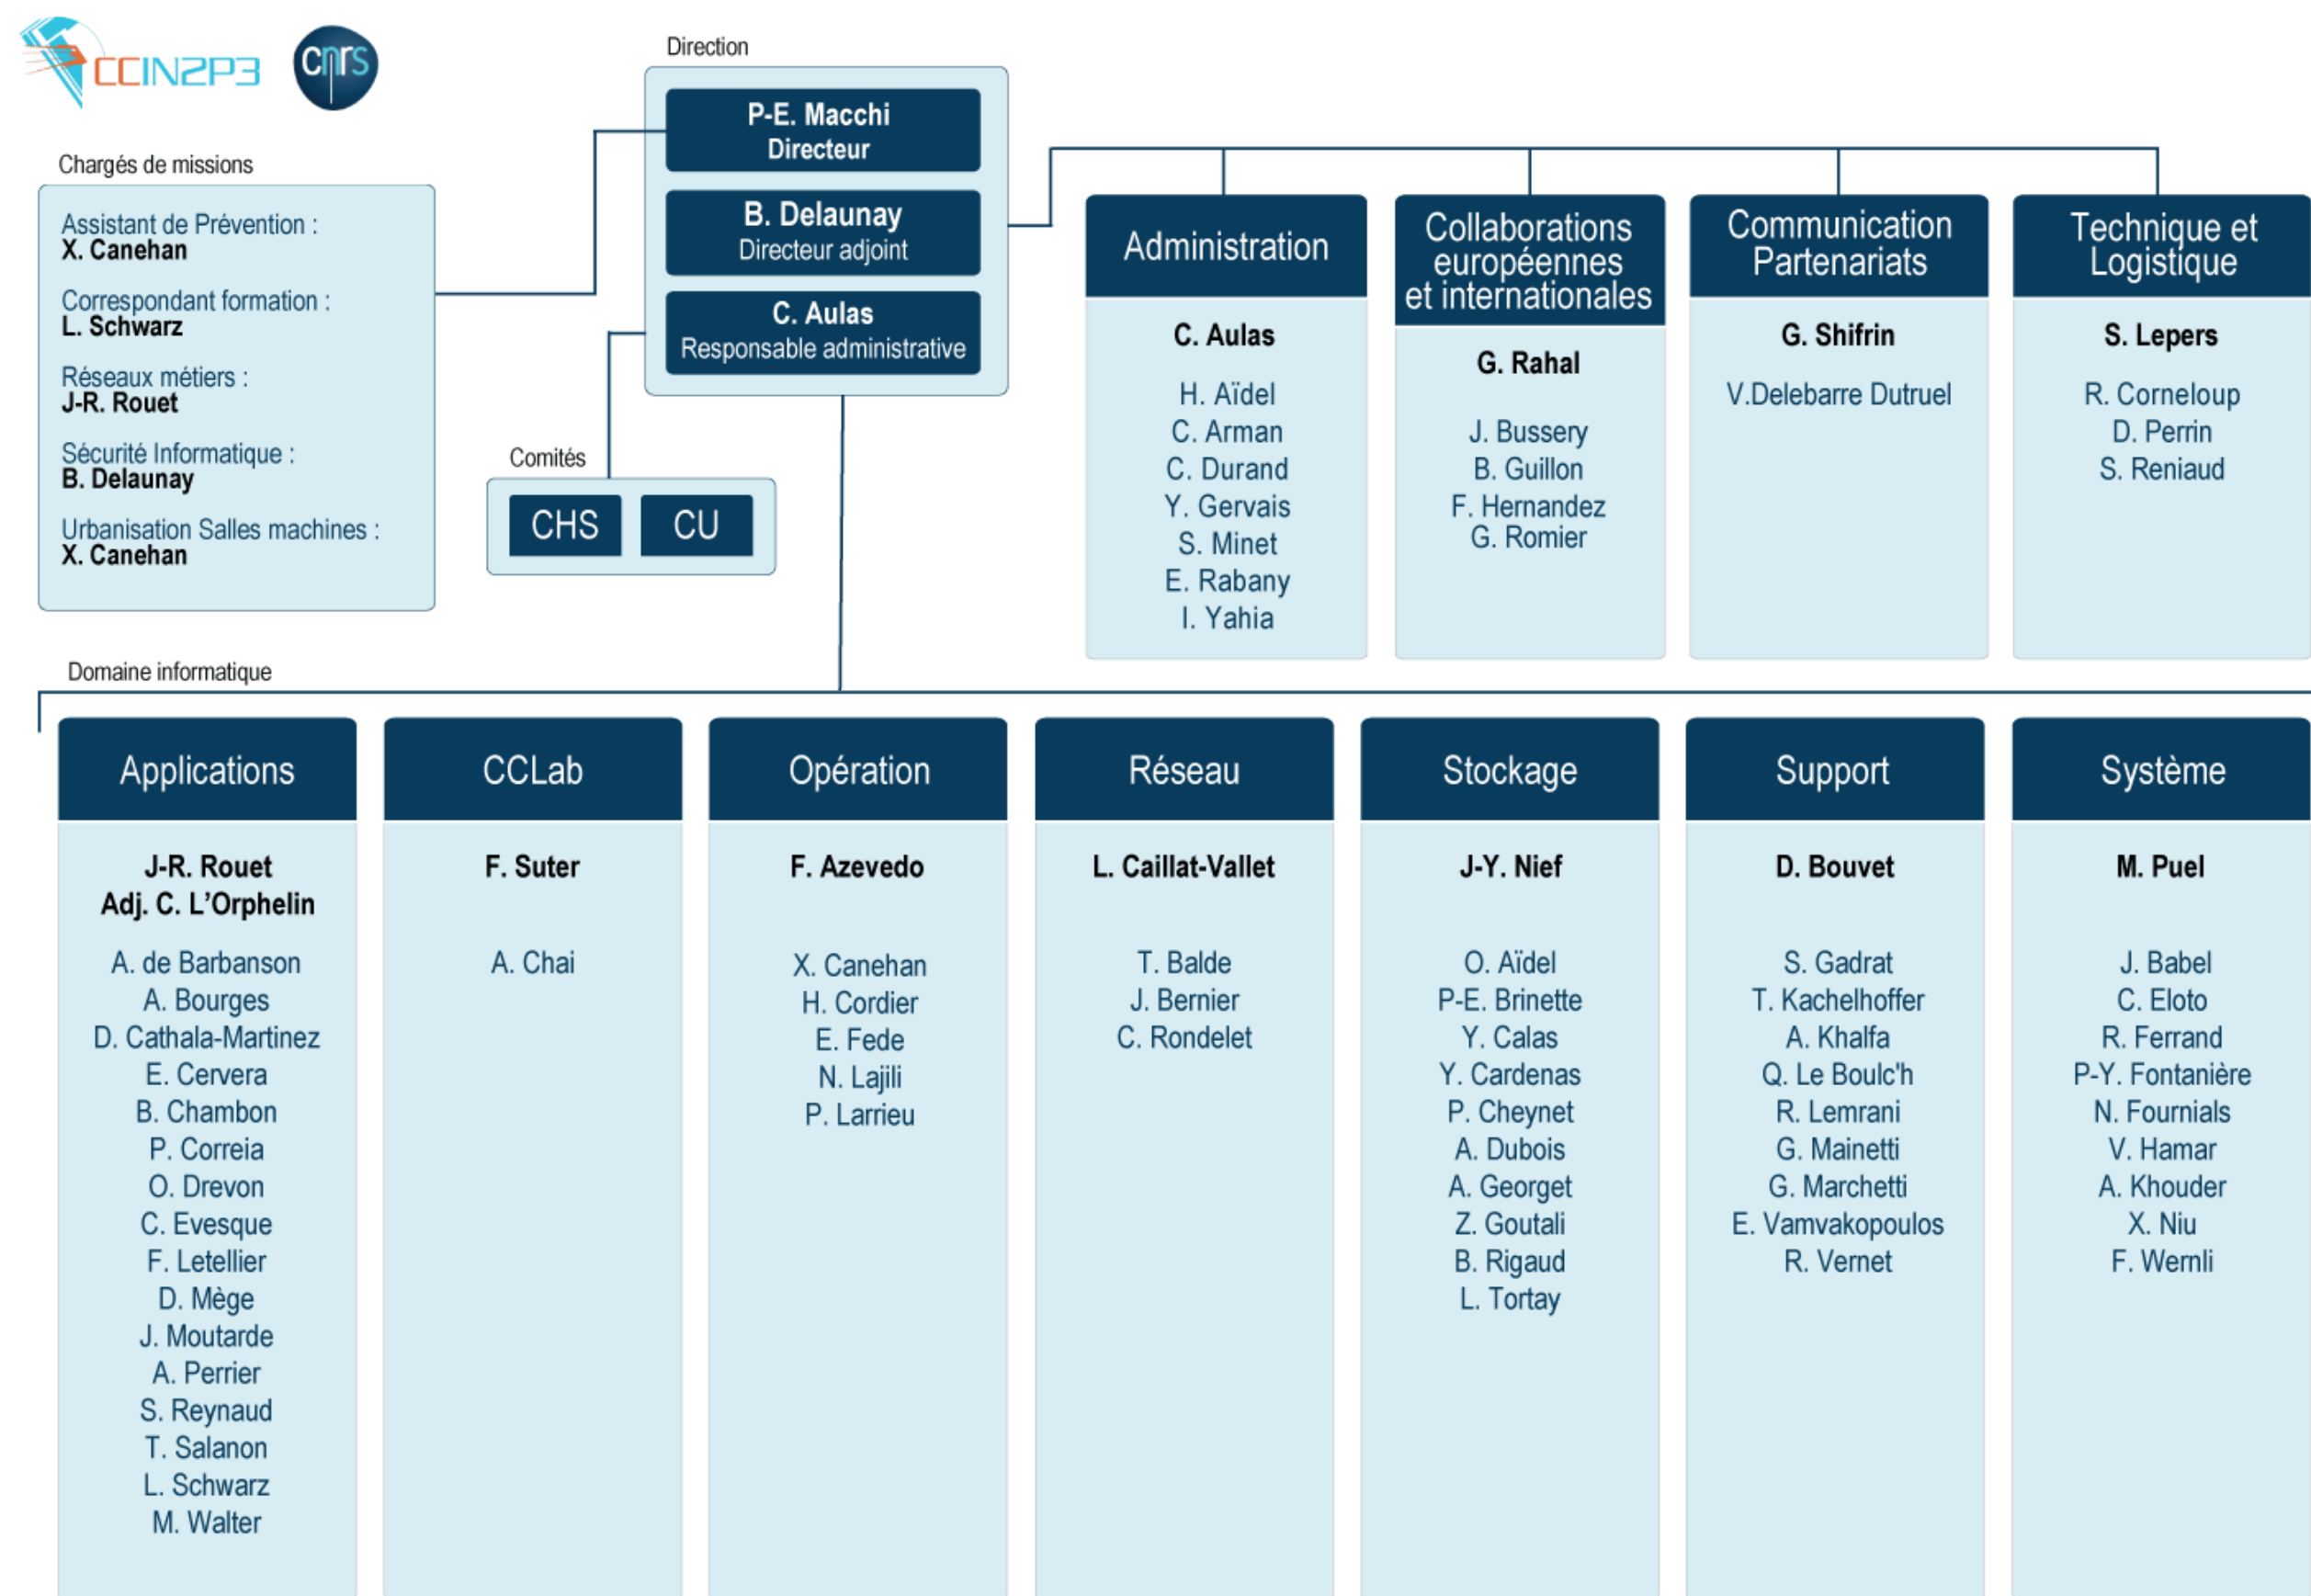 CCIN2P3
cnrs
Direction
P-E. Macchi
Directeur
B. Delaunay
Directeur adjoint
C. Aulas
Responsable administrative
Chargés de missions
Assistant de Prévention :
X. Canehan
Correspondant formation :
L. Schwarz
Réseaux métiers :
J-R. Rouet
Sécurité Informatique :
B. Delaunay
Urbanisation Salles machines :
X. Canehan
Comités
CHS
CU
Administration
C. Aulas
H. Aïdel
C. Arman
C. Durand
Y. Gervais
S. Minet
E. Rabany
I. Yahia
Collaborations
européennes
et internationales
G. Rahal
J. Bussery
B. Guillon
F. Hernandez
G. Romier
Communication
Partenariats
G. Shifrin
V.Delebarre Dutruel
Technique et
Logistique
S. Lepers
R. Corneloup
D. Perrin
S. Reniaud
Domaine informatique
Applications
J-R. Rouet
Adj. C. L'Orphelin
A. de Barbanson
A. Bourges
D. Cathala-Martinez
E. Cervera
B. Chambon
P. Correia
O. Drevon
C. Evesque
F. Letellier
D. Mège
J. Moutarde
A. Perrier
S. Reynaud
T. Salanon
L. Schwarz
M. Walter
CCLab
F. Suter
A. Chai
Opération
F. Azevedo
X. Canehan
H. Cordier
E. Fede
N. Lajili
P. Larrieu
Réseau
L. Caillat-Vallet
T. Balde
J. Bernier
C. Rondelet
Stockage
J-Y. Nief
O. Aïdel
P-E. Brinette
Y. Calas
Y. Cardenas
P. Cheynet
A. Dubois
A. Georget
Z. Goutali
B. Rigaud
L. Tortay
Support
D. Bouvet
S. Gadrat
T. Kachelhoffer
A. Khalfa
Q. Le Boulc'h
R. Lemrani
G. Mainetti
G. Marchetti
E. Vamvakopoulos
R. Vernet
Système
M. Puel
J. Babel
C. Eloto
R. Ferrand
P-Y. Fontanière
N. Fournials
V. Hamar
A. Khouder
X. Niu
F. Wernli